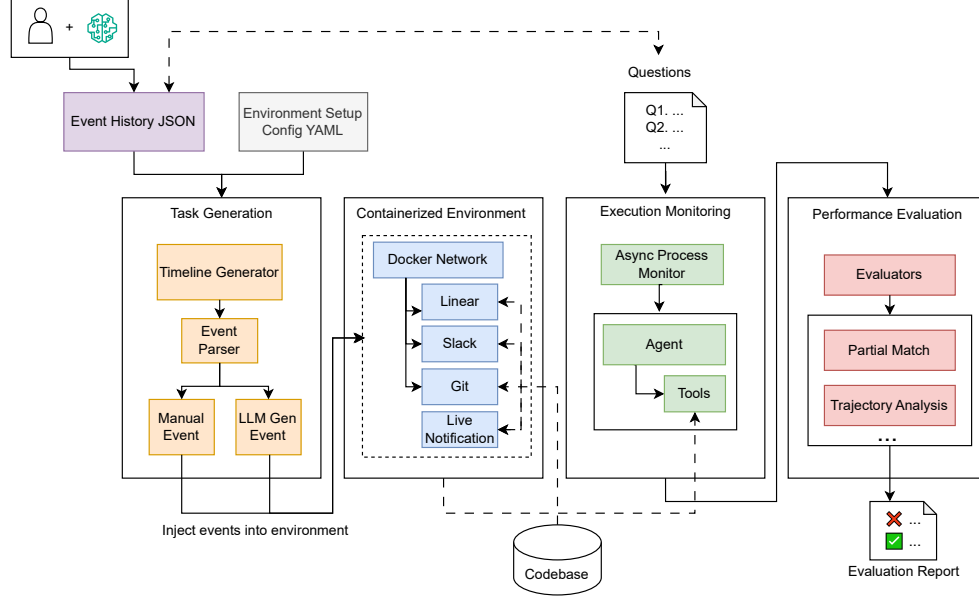 +
Event History JSON
Environment Setup
Config YAML
Questions
Q1. ...
Q2. ...
...
Task Generation
Timeline Generator
Event
Parser
Manual
Event
LLM Gen
Event
Inject events into environment
Containerized Environment
Docker Network
Linear
Slack
Git
Live
Notification
Codebase
Execution Monitoring
Async Process
Monitor
Agent
Tools
Performance Evaluation
Evaluators
Partial Match
Trajectory Analysis
...
...
...
Evaluation Report